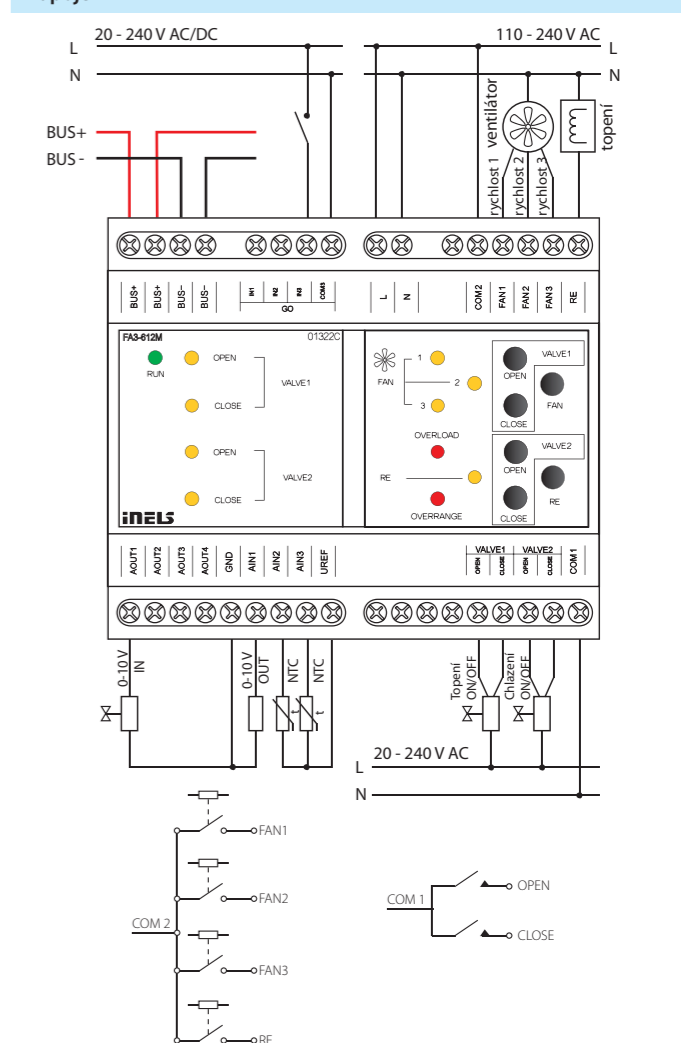 20 - 240 V AC/DC
110 - 240 V AC
L
L
N
N
BUS+
BUS -
ventilátor
topení
rychlost 1
rychlost 2
rychlost 3
BUS+
BUS+
BUS−
BUS−
IN1
IN2
IN3
COM3
GO
L
N
COM2
FAN1
FAN2
FAN3
RE
FA3-612M
01322C
RUN
OPEN
CLOSE
VALVE1
OPEN
CLOSE
VALVE2
iNELS
FAN
1
2
3
OVERLOAD
RE
OVERRANGE
VALVE1
OPEN
CLOSE
FAN
VALVE2
OPEN
CLOSE
RE
AOUT1
AOUT2
AOUT3
AOUT4
GND
AIN1
AIN2
AIN3
UREF
VALVE1
VALVE2
OPEN
CLOSE
OPEN
CLOSE
COM1
0-10 V
IN
0-10 V
OUT
NTC
NTC
t
t
Topení
ON/OFF
Chlazení
ON/OFF
20 - 240 V AC
L
N
FAN1
FAN2
COM 2
FAN3
RE
COM 1
OPEN
CLOSE